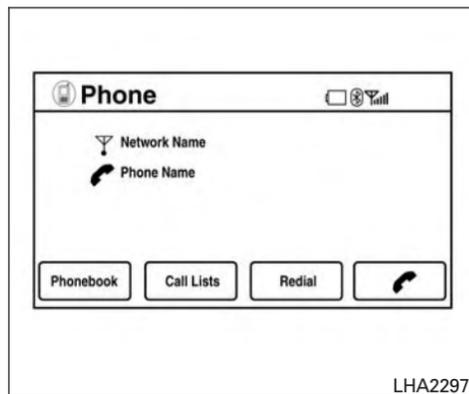 Phone
Network Name
Phone Name
Phonebook Call Lists Redial
LHA2297